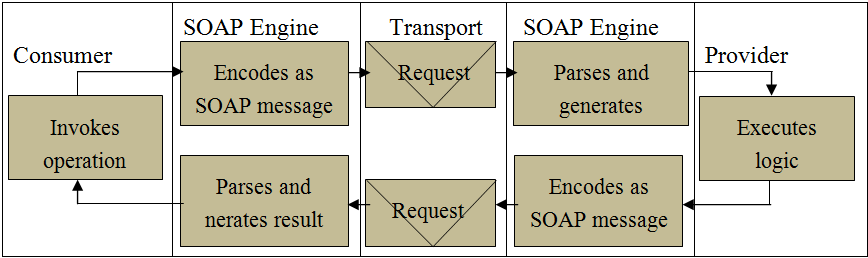 SOAP Engine
Transport
SOAP Engine
Consumer
Provider
Encodes as
SOAP message
Request
Parses and
generates
Invokes
operation
Executes
logic
Parses and
nerates result
Request
Encodes as
SOAP message